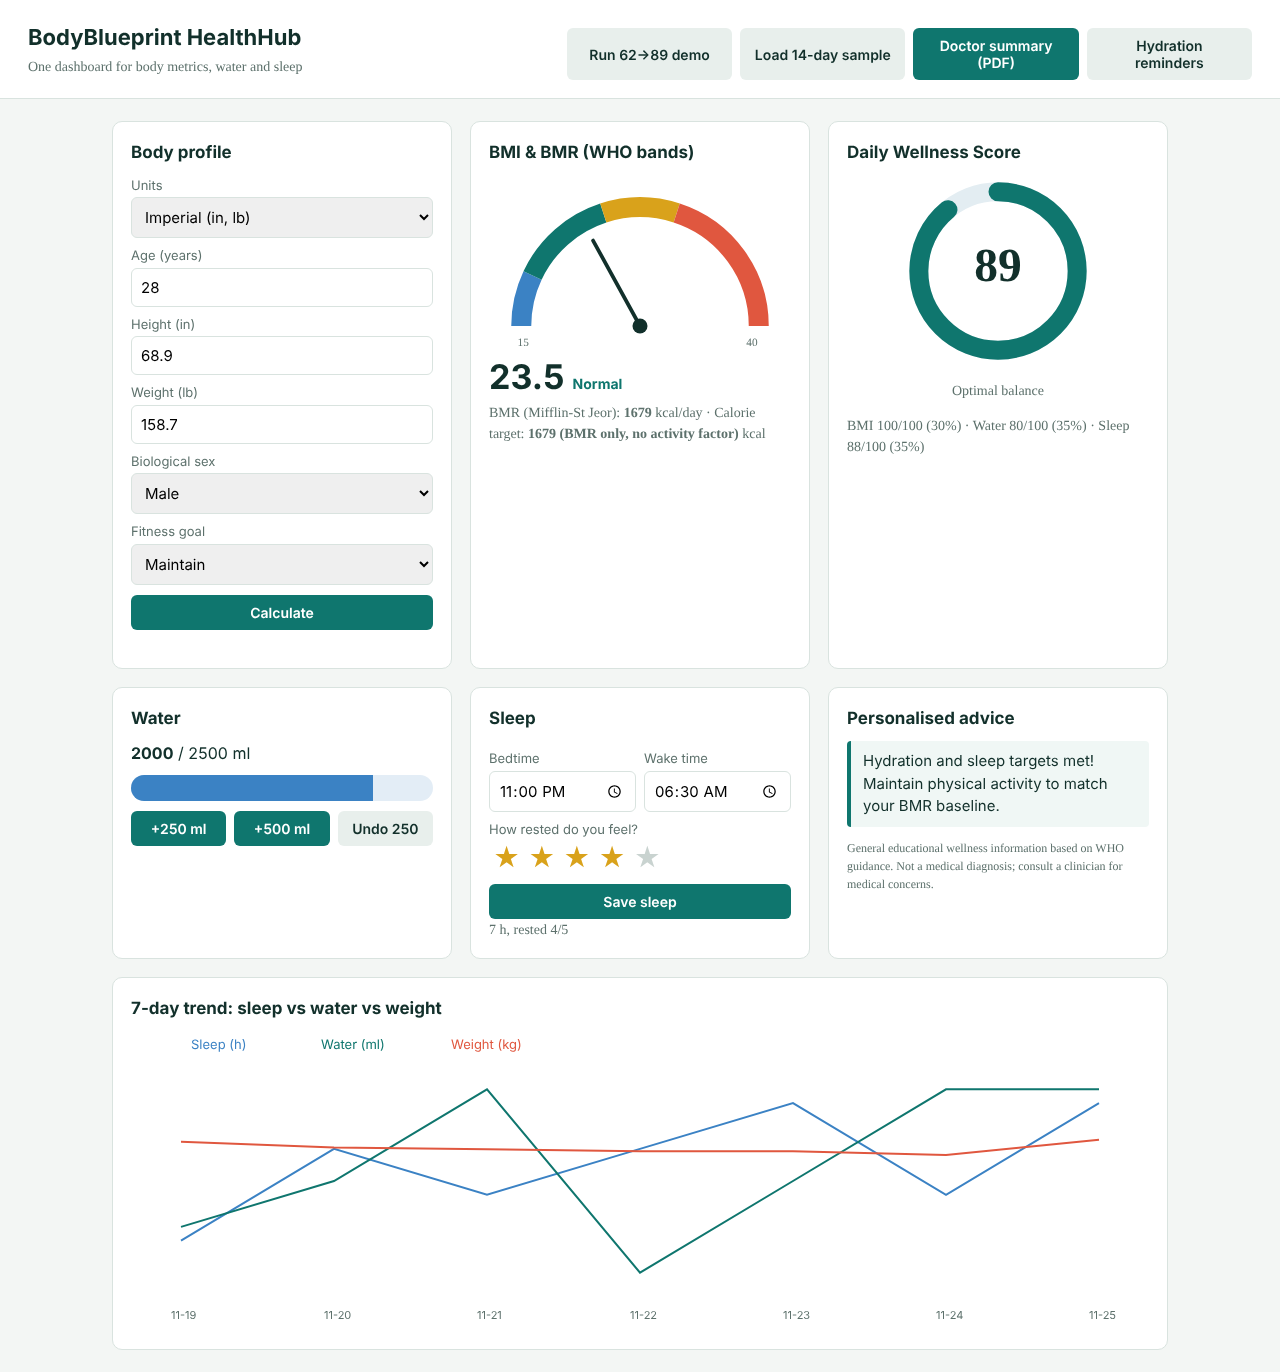 BodyBlueprint HealthHub
One dashboard for body metrics, water and sleep
Run 62→89 demo
Load 14-day sample
Doctor summary
(PDF)
Hydration
reminders
Body profile
Units
Imperial (in, lb)
Age (years)
28
Height (in)
68.9
Weight (lb)
158.7
Biological sex
Male
Fitness goal
Maintain
Calculate
BMI & BMR (WHO bands)
15
40
23.5 Normal
BMR (Mifflin-St Jeor): 1679 kcal/day · Calorie
target: 1679 (BMR only, no activity factor) kcal
Daily Wellness Score
89
Optimal balance
BMI 100/100 (30%) · Water 80/100 (35%) · Sleep
88/100 (35%)
Water
2000 / 2500 ml
+250 ml
+500 ml
Undo 250
Sleep
Bedtime
Wake time
11:00 PM
06:30 AM
How rested do you feel?
★ ★ ★ ★ ★
Save sleep
7 h, rested 4/5
Personalised advice
Hydration and sleep targets met!
Maintain physical activity to match
your BMR baseline.
General educational wellness information based on WHO
guidance. Not a medical diagnosis; consult a clinician for
medical concerns.
7-day trend: sleep vs water vs weight
Sleep (h)
Water (ml)
Weight (kg)
11-19
11-20
11-21
11-22
11-23
11-24
11-25